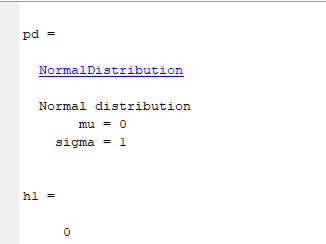 pd =
NormalDistribution
Normal distribution
mu = 0
sigma = 1
h1 =
0